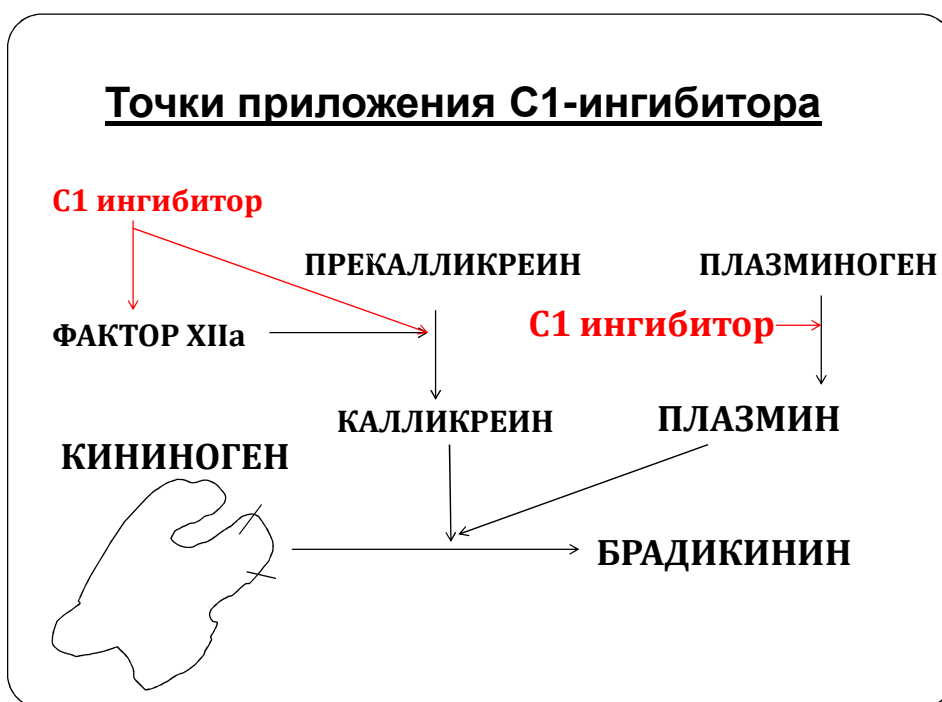 Точки приложения С1-ингибитора
С1 ингибитор
ПРЕКАЛЛИКРЕИН
ПЛАЗМИНОГЕН
ФАКТОР XIIa
С1 ингибитор
КАЛЛИКРЕИН
ПЛАЗМИН
КИНИНОГЕН
БРАДИКИНИН